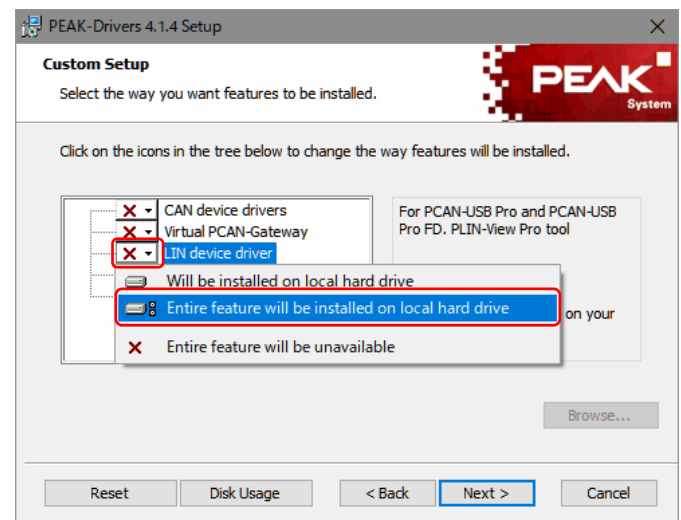 PEAK-Drivers 4.1.4 Setup
Custom Setup
Select the way you want features to be installed.
PEAK
System
Click on the icons in the tree below to change the way features will be installed.
CAN device drivers
Virtual PCAN-Gateway
LIN device driver
For PCAN-USB Pro and PCAN-USB
Pro FD. PLIN-View Pro tool
Will be installed on local hard drive
Entire feature will be installed on local hard drive
on your
Entire feature will be unavailable
Browse...
Reset
Disk Usage
< Back
Next >
Cancel